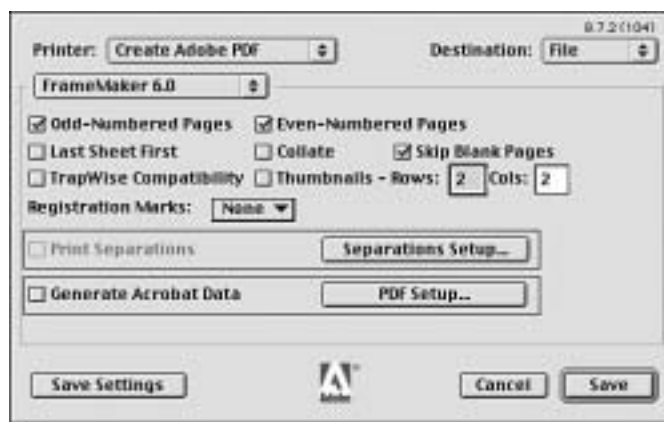 8.7.2 (104)
Printer: Create Adobe PDF Destination: File
FrameMaker 6.0
Odd-Numbered Pages Even-Numbered Pages
Last Sheet First Collate Skip Blank Pages
TrapWise Compatibility Thumbnails - Rows: 2 Cols: 2
Registration Marks: None
Print Separations Separations Setup...
Generate Acrobat Data PDF Setup...
Save Settings Adobe Cancel Save